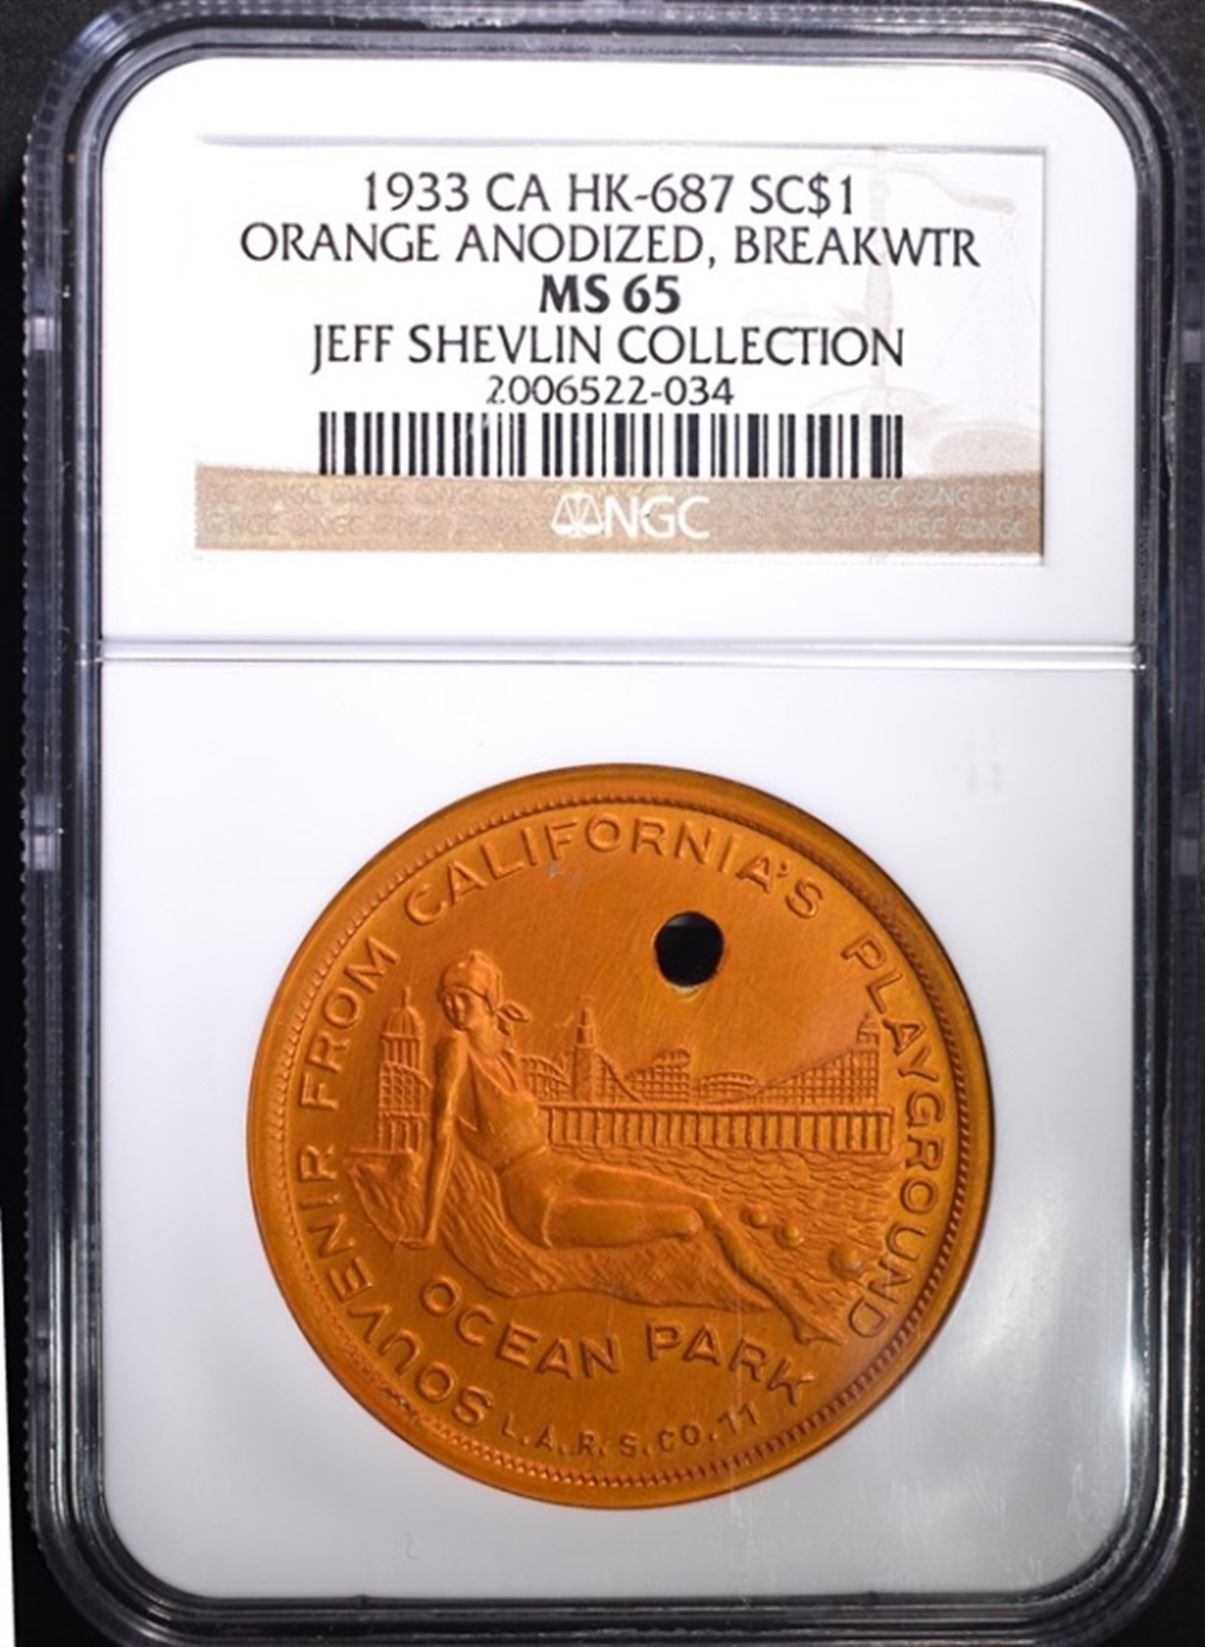 1933 CA HK-687 SC$1
ORANGE ANODIZED, BREAKWTR
MS 65
JEFF SHEVLIN COLLECTION
2006522-034
NGC
SOUVENIR FROM CALIFORNIA'S PLAYGROUND
OCEAN PARK
L.A.R.S.CO. 11